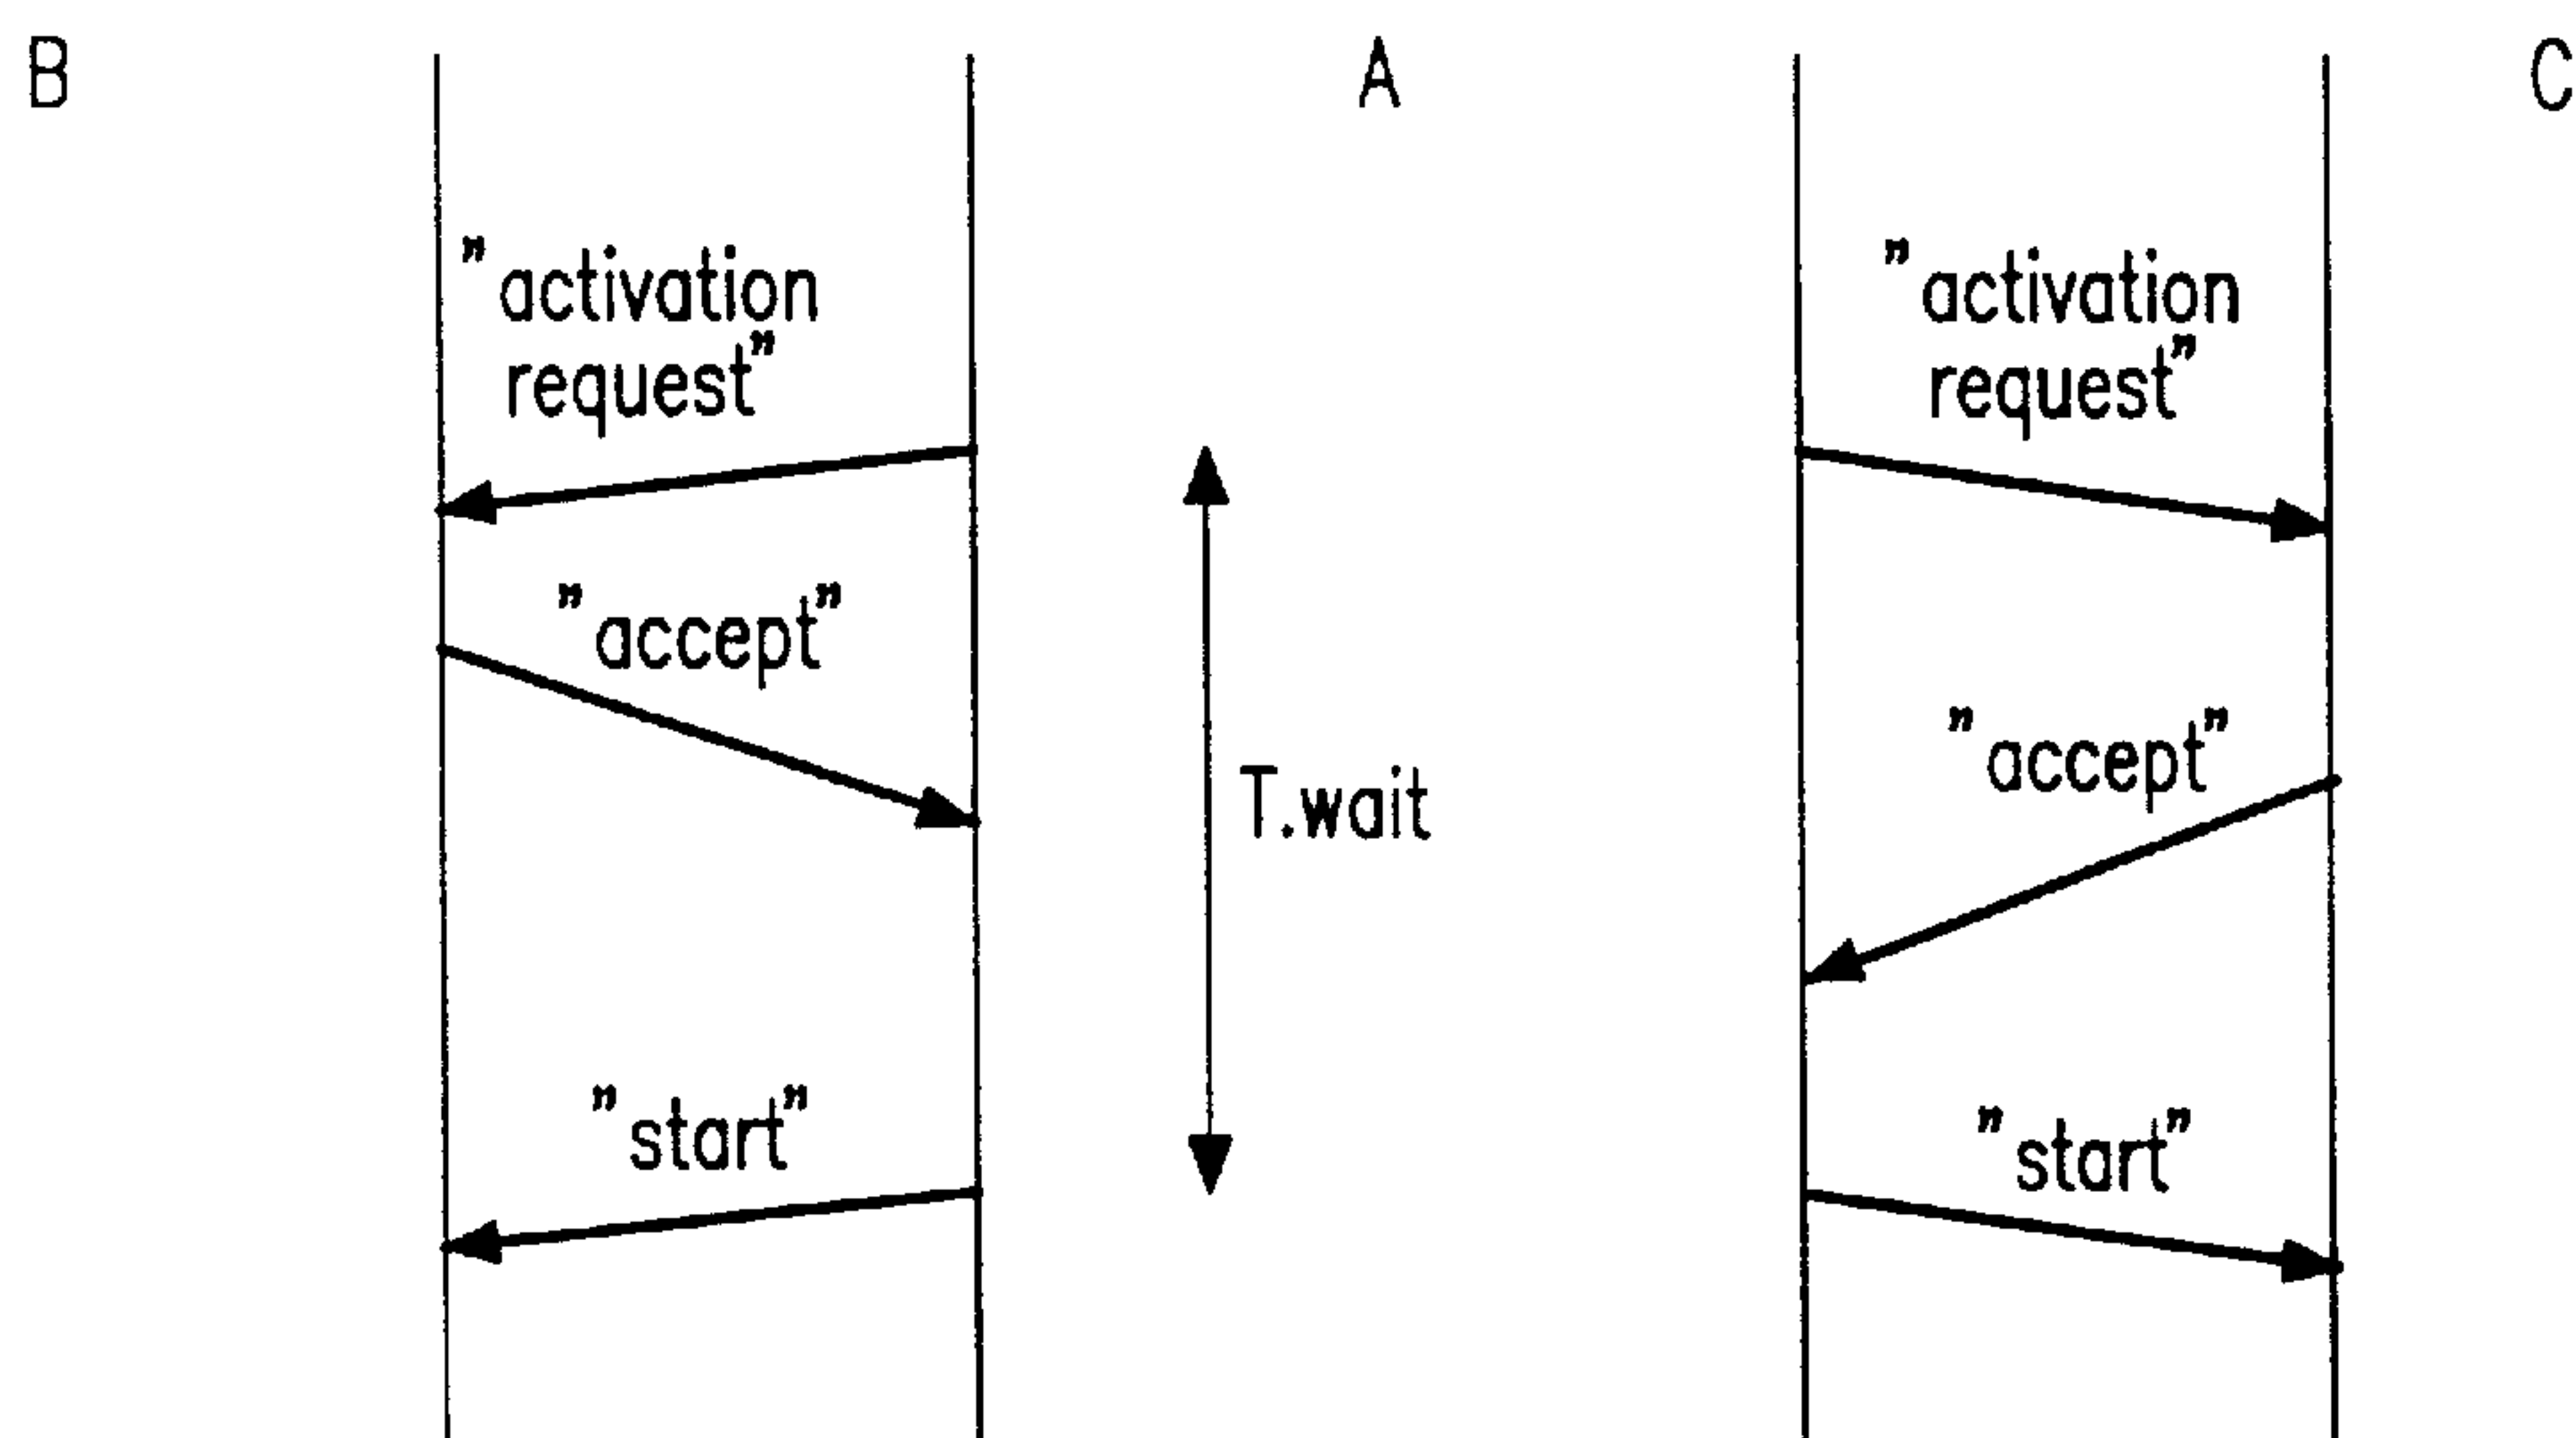 B
A
C
"activation
request"
"activation
request"
"accept"
"accept"
T.wait
"start"
"start"